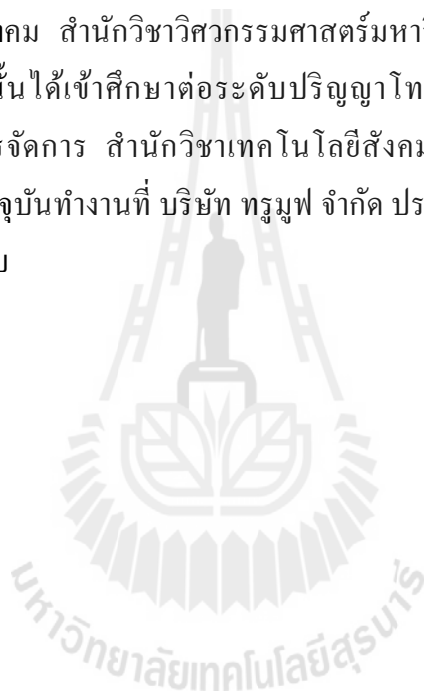 าคม สำนักวิชาวิศวกรรมศาสตร์มหาวิ
นั้นได้เข้าศึกษาต่อระดับปริญญาโท
รจัดการ สำนักวิชาเทคโนโลยีสังคม
จุบันทำงานที่ บริษัท ทรูมูฟ จำกัด ประ
บ
มหาวิทยาลัยเทคโนโลยีสุรนารี